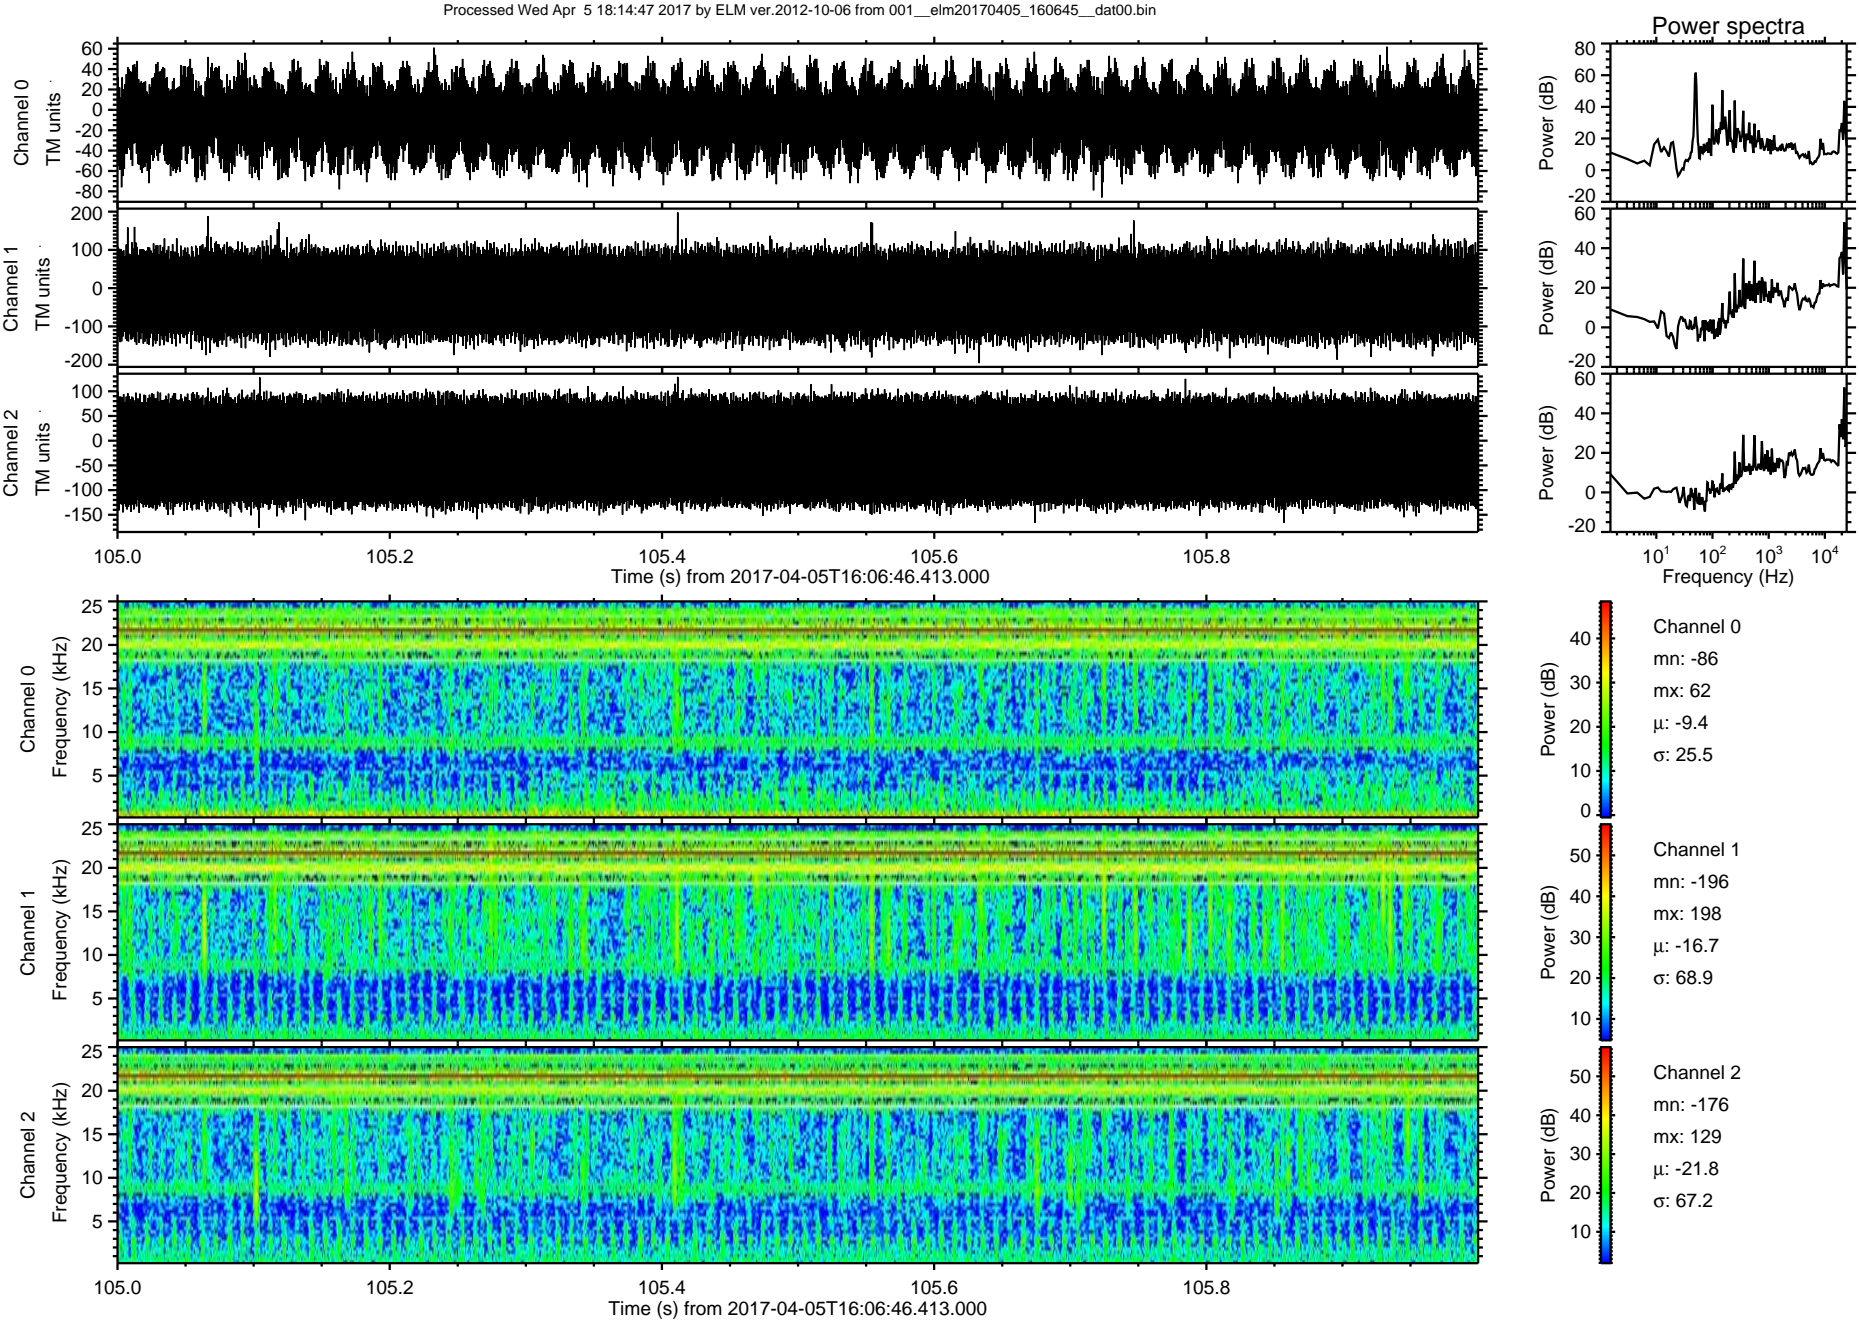 Processed Wed Apr  5 18:14:47 2017 by ELM ver.2012-10-06 from 001__elm20170405_160645__dat00.bin
Power spectra
Channel 0
TM units
60
40
20
0
-20
-40
-60
-80
Power (dB)
80
60
40
20
0
-20
Channel 1
TM units
200
100
0
-100
-200
Power (dB)
60
40
20
0
-20
Channel 2
TM units
100
50
0
-50
-100
-150
Power (dB)
60
40
20
0
-20
105.0 105.2 105.4 105.6 105.8
Time (s) from 2017-04-05T16:06:46.413.000
10^1 10^2 10^3 10^4
Frequency (Hz)
Channel 0
Frequency (kHz)
25
20
15
10
5
Power (dB)
40
30
20
10
0
Channel 0
mn: -86
mx: 62
μ: -9.4
σ: 25.5
Channel 1
Frequency (kHz)
25
20
15
10
5
Power (dB)
50
40
30
20
10
Channel 1
mn: -196
mx: 198
μ: -16.7
σ: 68.9
Channel 2
Frequency (kHz)
25
20
15
10
5
Power (dB)
50
40
30
20
10
Channel 2
mn: -176
mx: 129
μ: -21.8
σ: 67.2
105.0 105.2 105.4 105.6 105.8
Time (s) from 2017-04-05T16:06:46.413.000